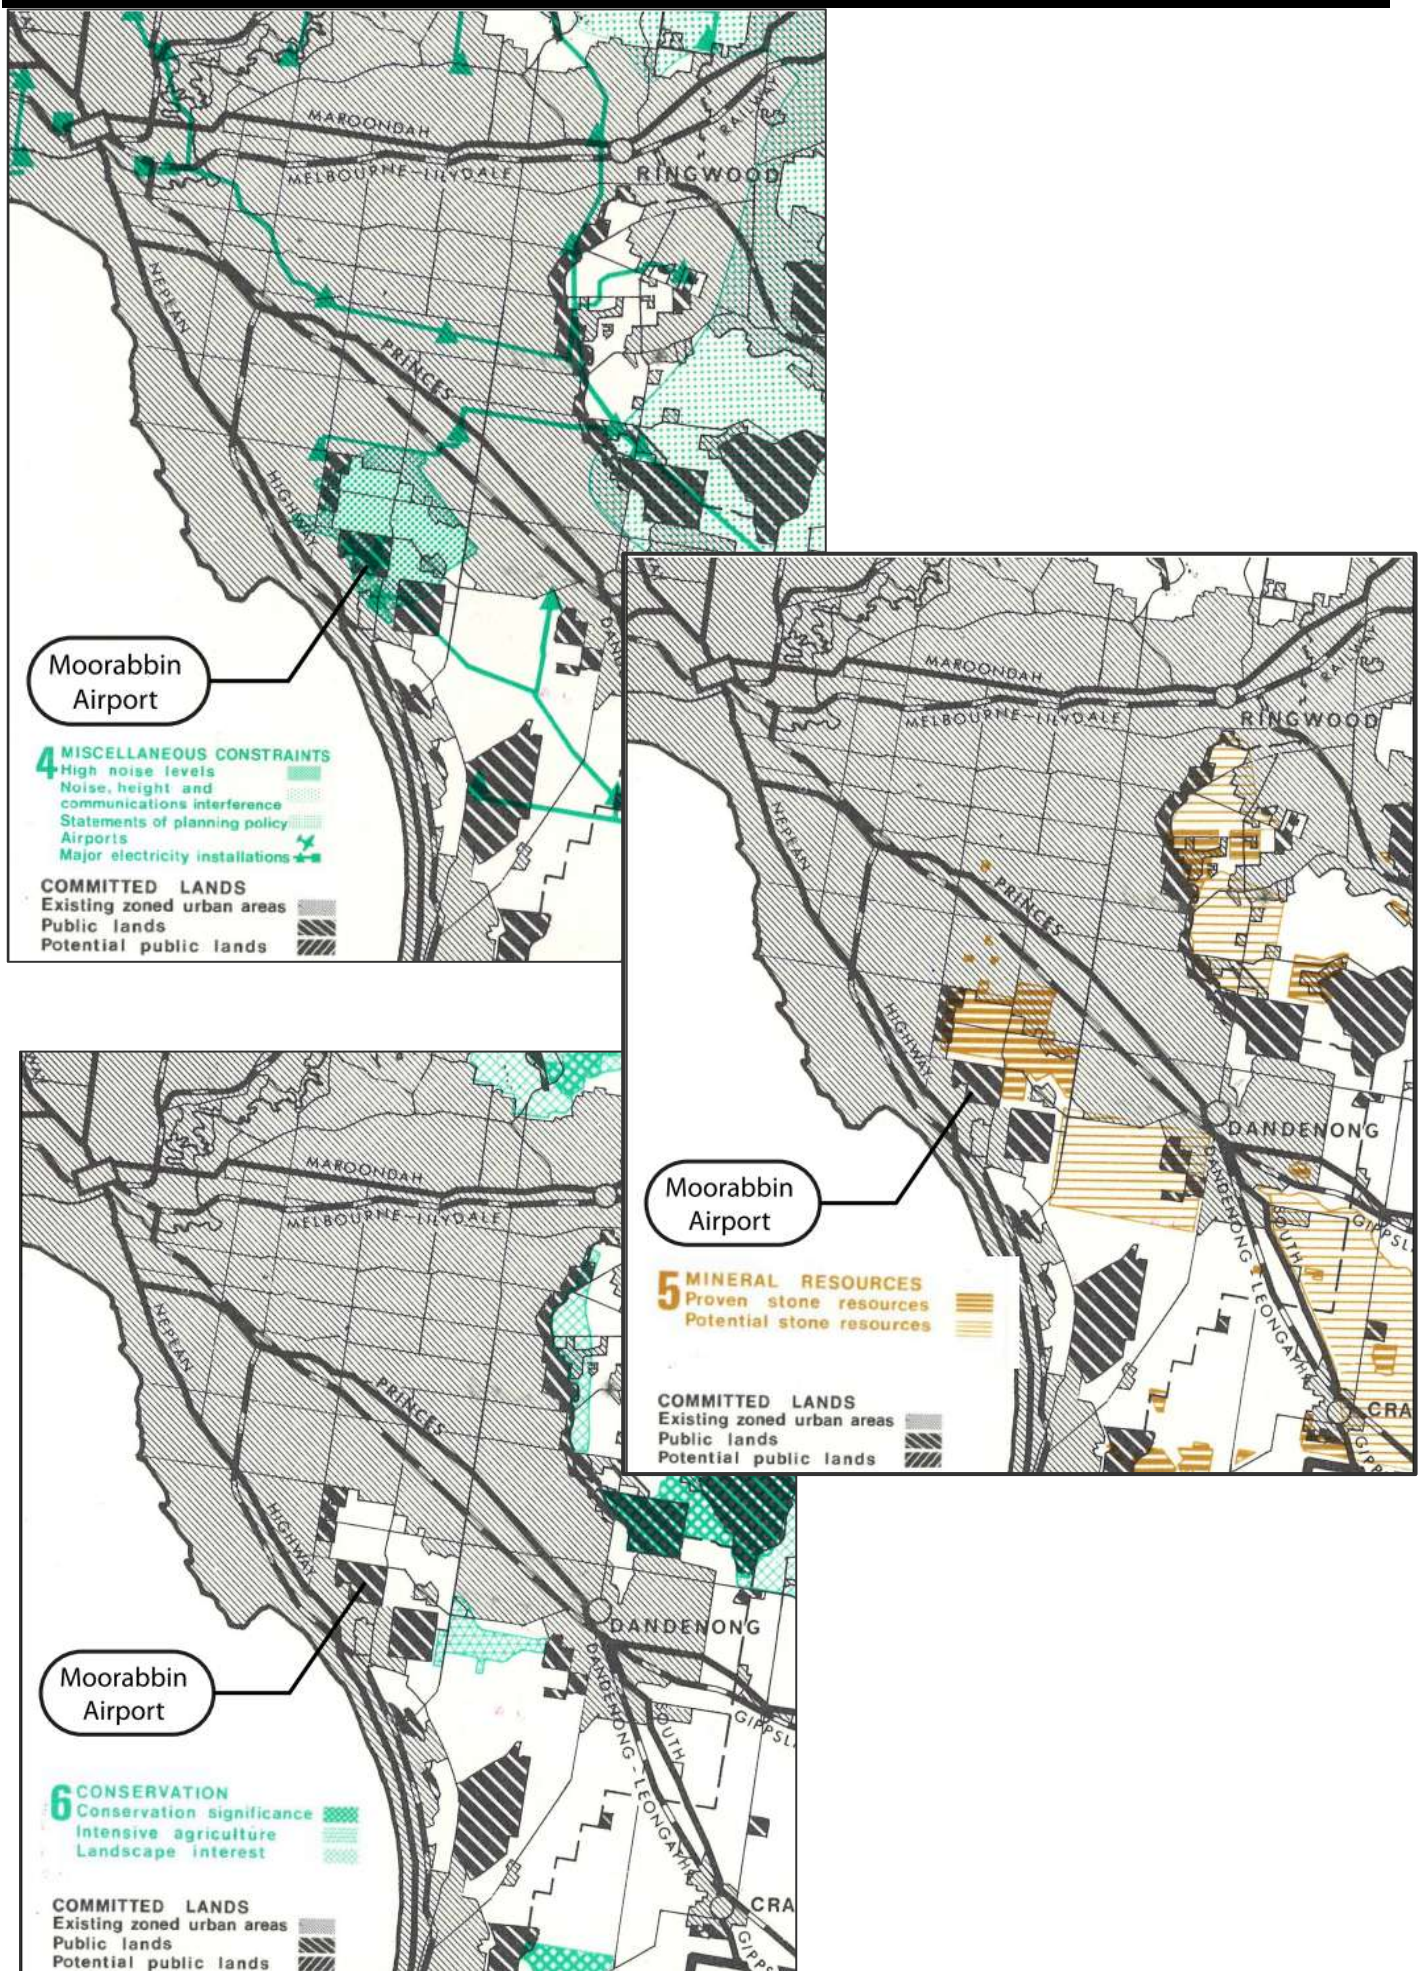 MAROONDAH
MELBOURNE-LILYDALE
RAILWAY
RINGWOOD
NEPEAN
PRINCES
HIGHWAY
Moorabbin
Airport
4 MISCELLANEOUS CONSTRAINTS
High noise levels
Noise, height and
communications interference
Statements of planning policy
Airports
Major electricity installations
COMMITTED LANDS
Existing zoned urban areas
Public lands
Potential public lands
MAROONDAH
MELBOURNE-LILYDALE
RAILWAY
RINGWOOD
NEPEAN
PRINCES
HIGHWAY
DANDENONG
DANDENONG-LEONGATHA
SOUTH
GIPPSL
CRA
GIPP
Moorabbin
Airport
5 MINERAL RESOURCES
Proven stone resources
Potential stone resources
COMMITTED LANDS
Existing zoned urban areas
Public lands
Potential public lands
MAROONDAH
MELBOURNE-LILYDALE
NEPEAN
PRINCES
HIGHWAY
DANDENONG
DANDENONG-LEONGATHA
SOUTH
GIPPSL
CRA
GIPPS
Moorabbin
Airport
6 CONSERVATION
Conservation significance
Intensive agriculture
Landscape interest
COMMITTED LANDS
Existing zoned urban areas
Public lands
Potential public lands